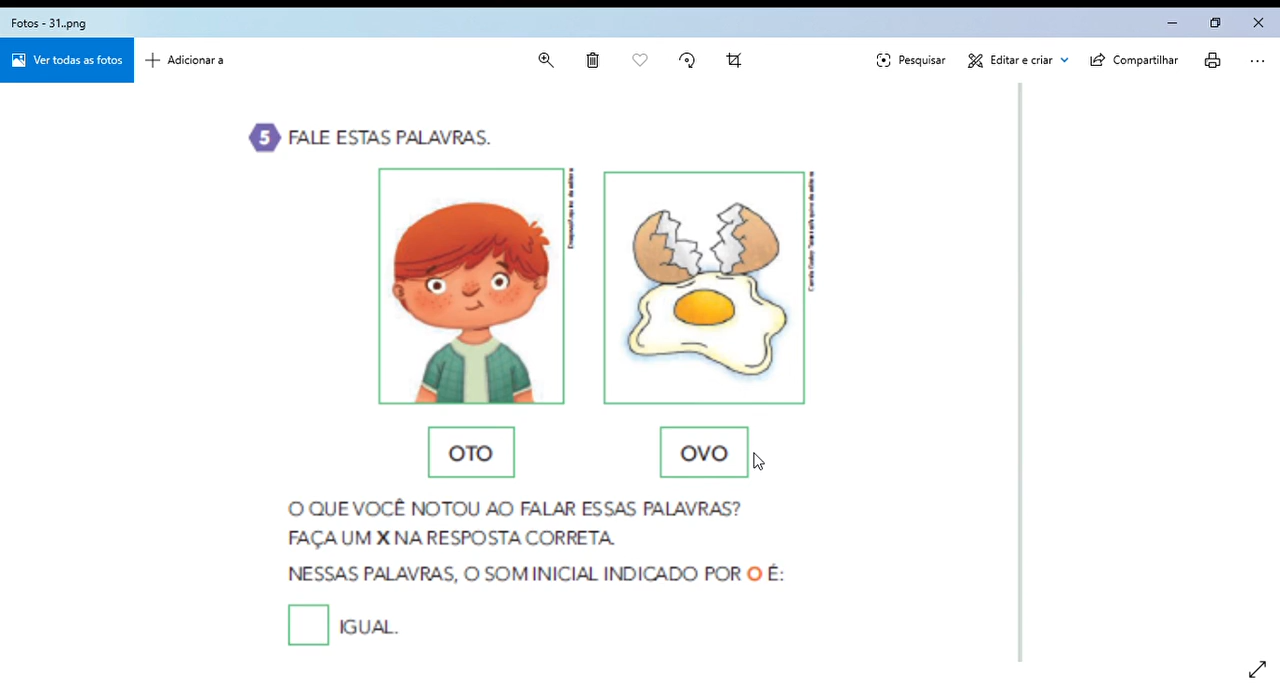 Fotos - 31..png
Ver todas as fotos
Adicionar a
Pesquisar
Editar e criar
Compartilhar
5 FALE ESTAS PALAVRAS.
OTO
OVO
O QUE VOCÊ NOTOU AO FALAR ESSAS PALAVRAS?
FAÇA UM X NA RESPOSTA CORRETA.
NESSAS PALAVRAS, O SOM INICIAL INDICADO POR O É:
IGUAL.